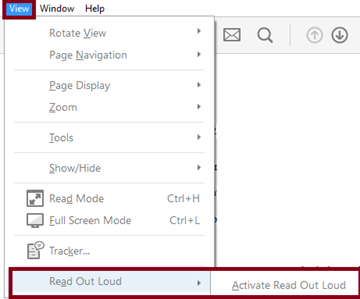 View Window Help
Rotate View
Page Navigation
Page Display
Zoom
Tools
Show/Hide
Read Mode Ctrl+H
Full Screen Mode Ctrl+L
Tracker...
Read Out Loud Activate Read Out Loud